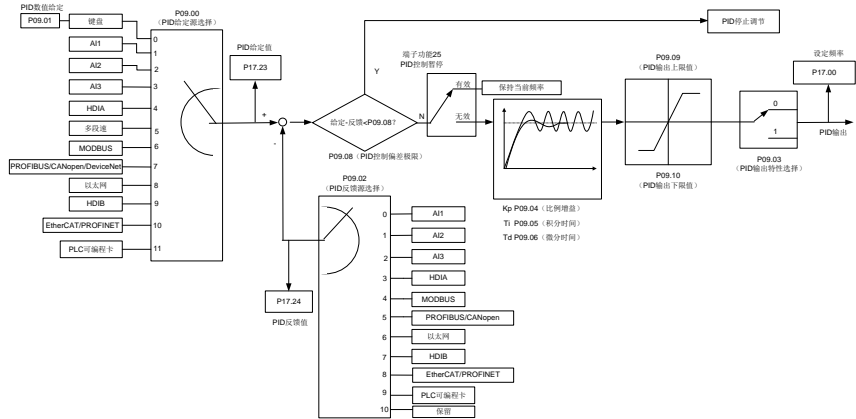 PID数值给定
P09.01
键盘
P09.00
(PID给定源选择)
0
AI1
1
AI2
2
AI3
3
HDIA
4
多段速
5
MODBUS
6
PROFIBUS/CANopen/DeviceNet
7
以太网
8
HDIB
9
EtherCAT/PROFINET
10
PLC可编程卡
11
PID给定值
P17.23
+
-
Y
给定-反馈<P09.08?
N
P09.08(PID控制偏差极限)
端子功能25
PID控制暂停
有效
无效
保持当前频率
PID停止调节
Kp P09.04(比例增益)
Ti P09.05(积分时间)
Td P09.06(微分时间)
P09.09
(PID输出上限值)
P09.10
(PID输出下限值)
0
1
P09.03
(PID输出特性选择)
设定频率
P17.00
PID输出
P17.24
PID反馈值
P09.02
(PID反馈源选择)
0
AI1
1
AI2
2
AI3
3
HDIA
4
MODBUS
5
PROFIBUS/CANopen
6
以太网
7
HDIB
8
EtherCAT/PROFINET
9
PLC可编程卡
10
保留